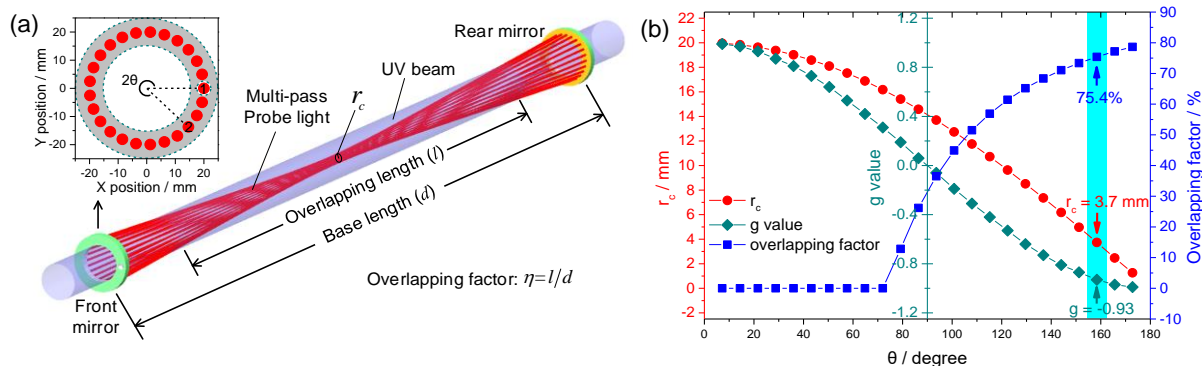 (a)
Y position / mm
20
10
0
-10
-20
2θ
1
2
-20 -10 0 10 20
X position / mm
Rear mirror
UV beam
r_c
Multi-pass
Probe light
Overlapping length (l)
Base length (d)
Overlapping factor: η=l/d
Front
mirror
(b)
r_c / mm
22
20
18
16
14
12
10
8
6
4
2
0
-2
g value
1.2
0.8
0.4
0.0
-0.4
-0.8
-1.2
Overlapping factor / %
90
80
70
60
50
40
30
20
10
0
-10
75.4%
r_c = 3.7 mm
g = -0.93
r_c
g value
overlapping factor
0 20 40 60 80 100 120 140 160 180
θ / degree